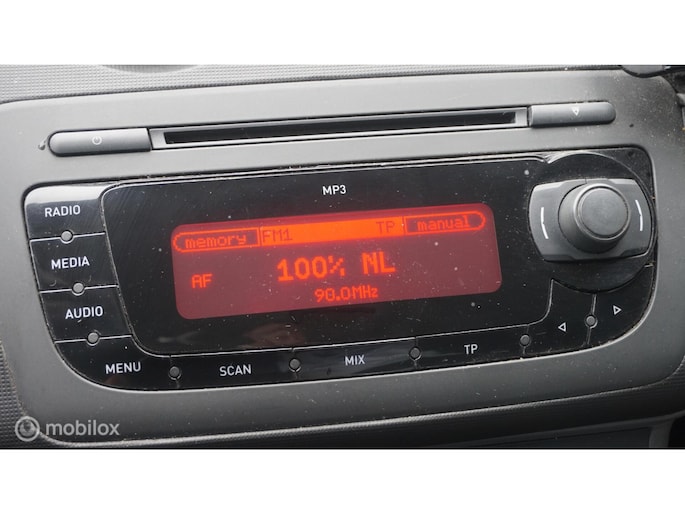 MP3
RADIO
memory FM1 TP manual
MEDIA
AF 100% NL
90.0MHz
AUDIO
MENU SCAN MIX TP
mobilox